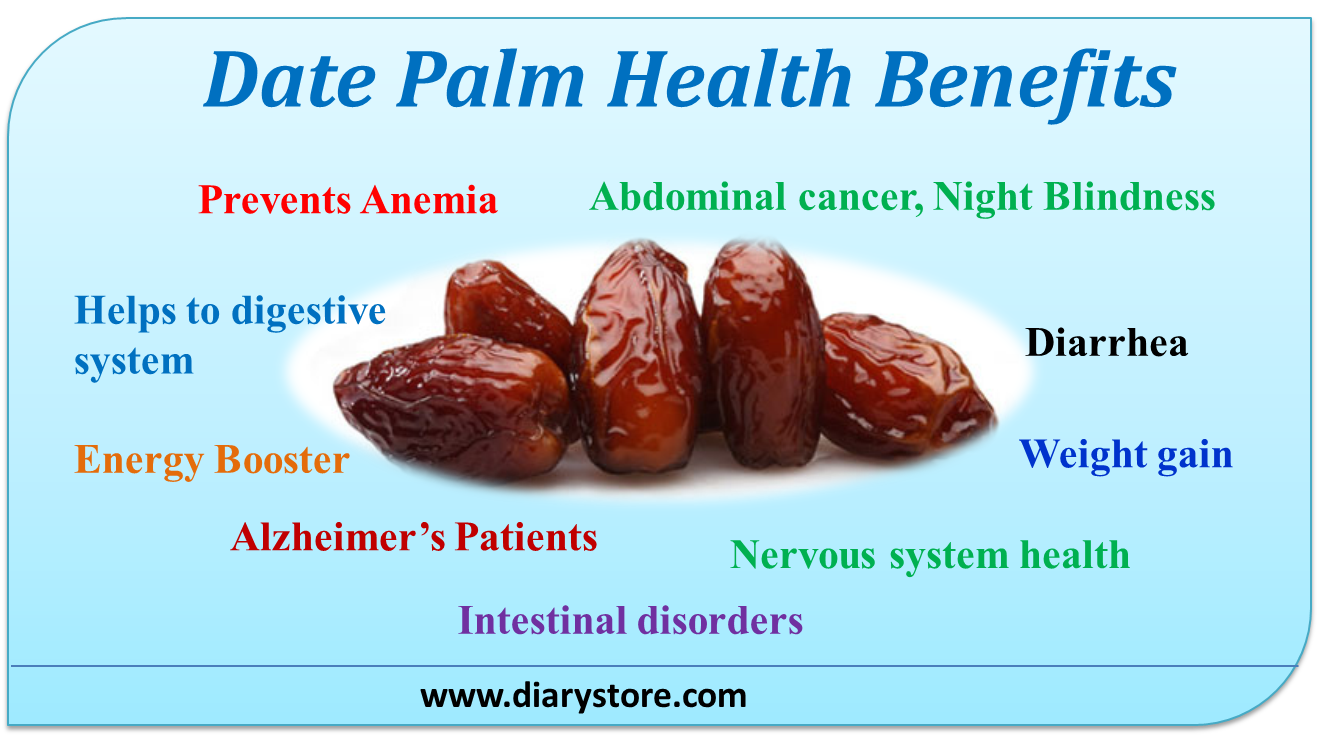 Date Palm Health Benefits
Prevents Anemia
Abdominal cancer, Night Blindness
Helps to digestive
system
Diarrhea
Energy Booster
Weight gain
Alzheimer’s Patients
Nervous system health
Intestinal disorders
www.diarystore.com